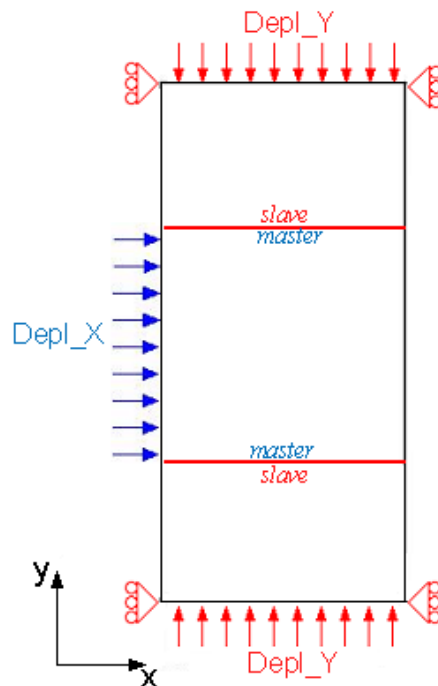 Depl_Y
slave
master
Depl_X
master
slave
y
x
Depl_Y